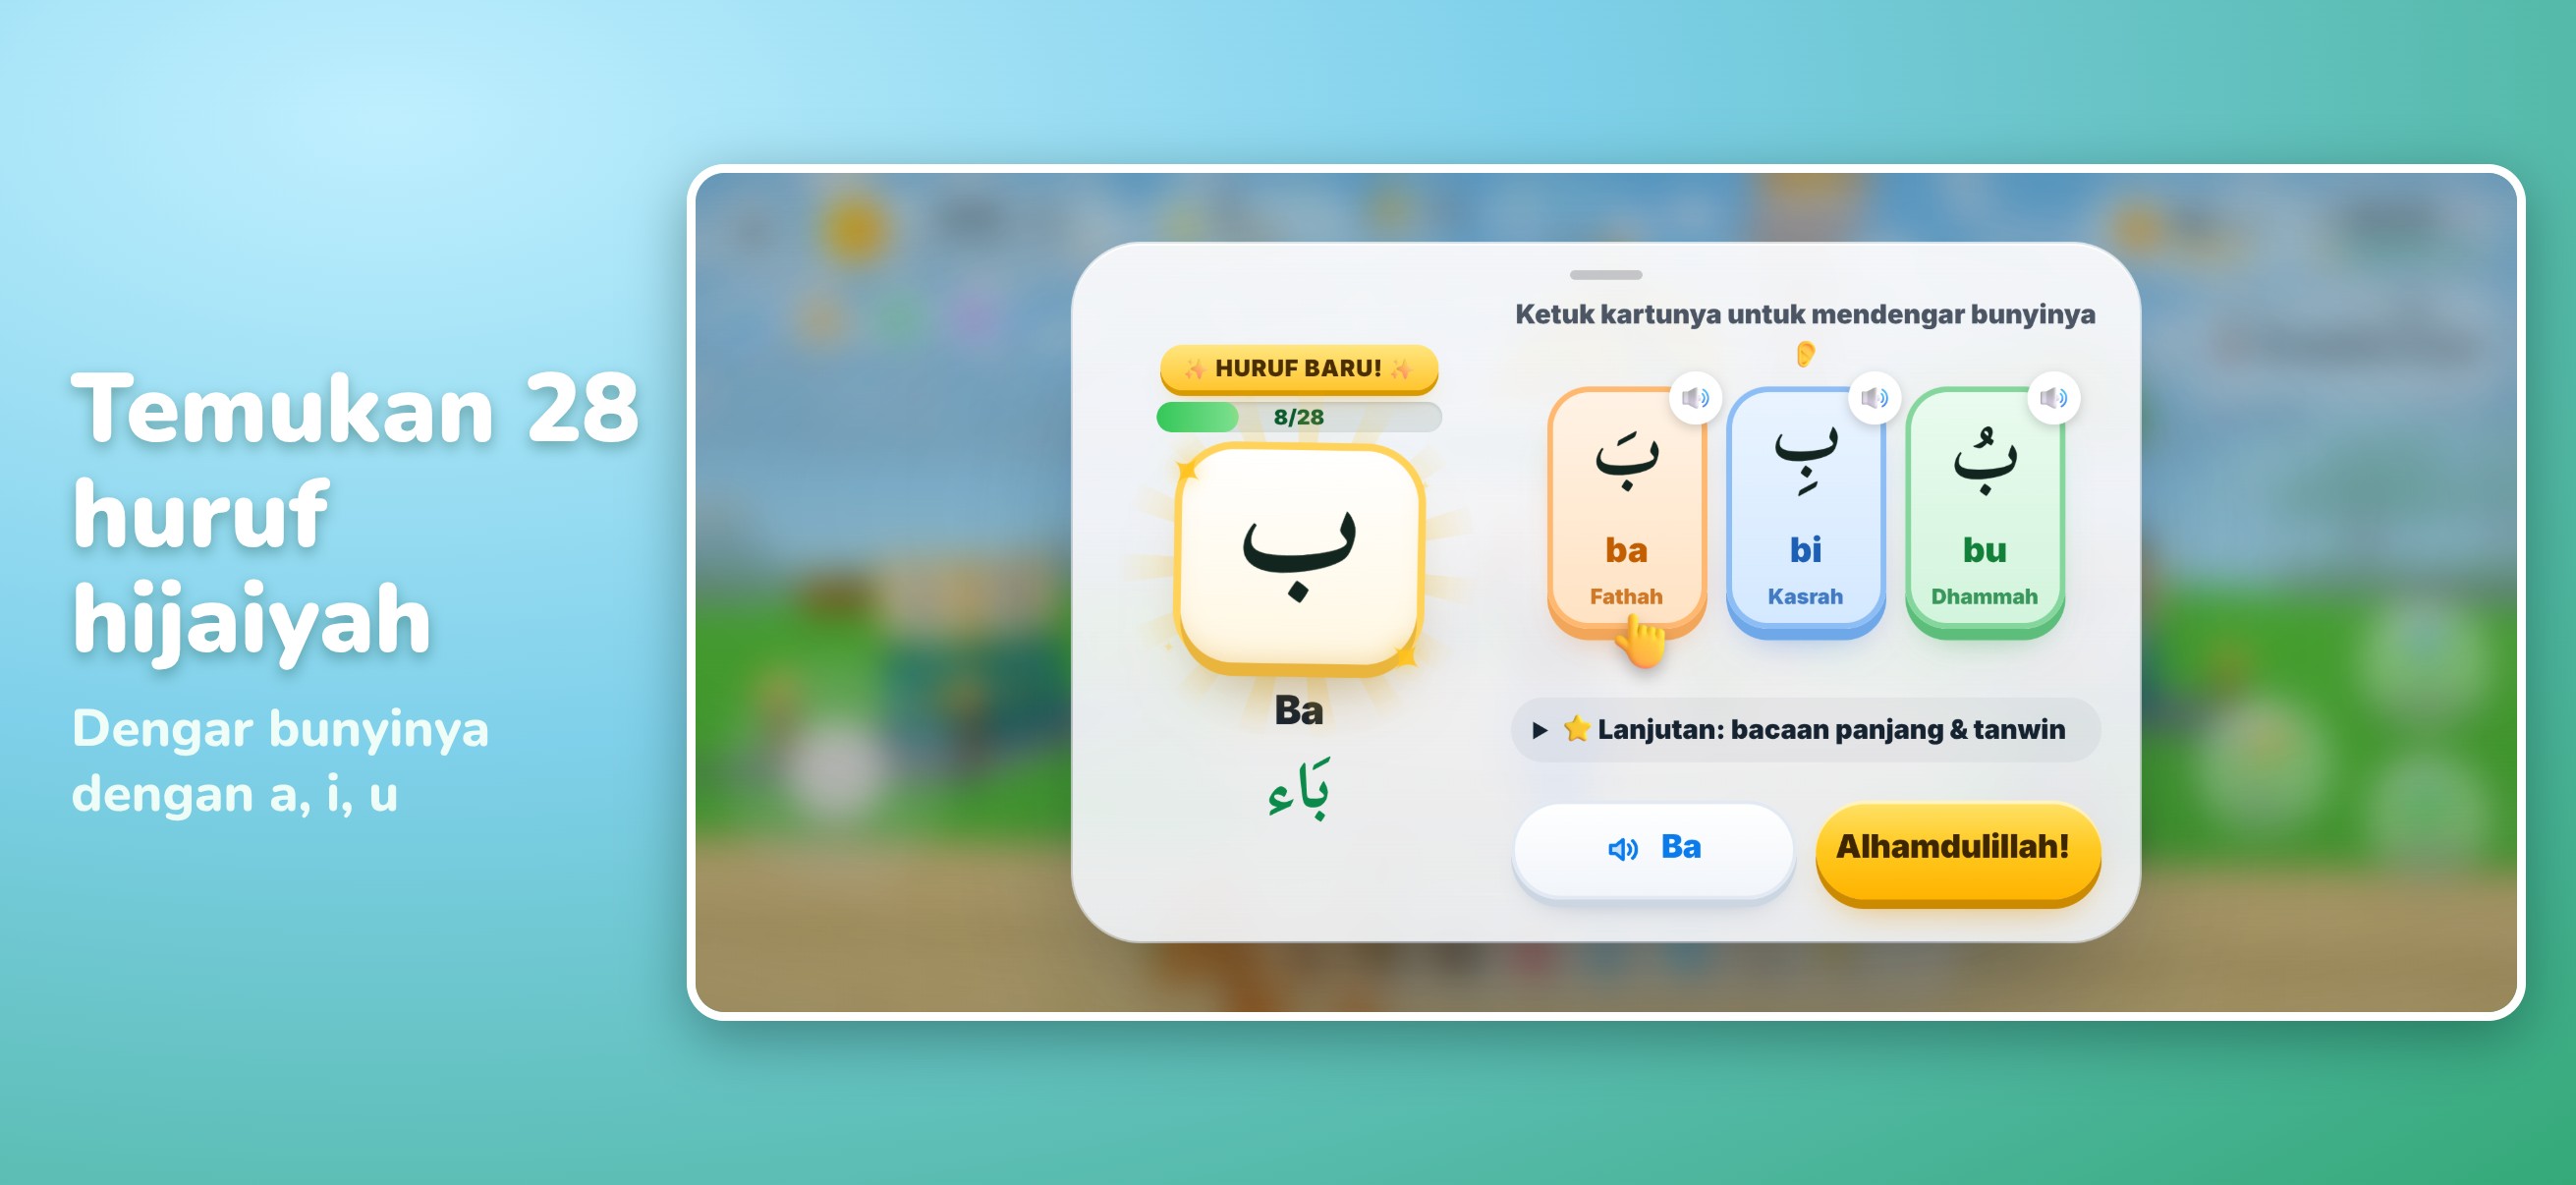 Temukan 28
huruf
hijaiyah
Dengar bunyinya
dengan a, i, u
✨ HURUF BARU! ✨
8/28
ب
Ba
بَاء
Ketuk kartunya untuk mendengar bunyinya
👂
بَ
ba
Fathah
بِ
bi
Kasrah
بُ
bu
Dhammah
▶ ⭐ Lanjutan: bacaan panjang & tanwin
Ba
Alhamdulillah!